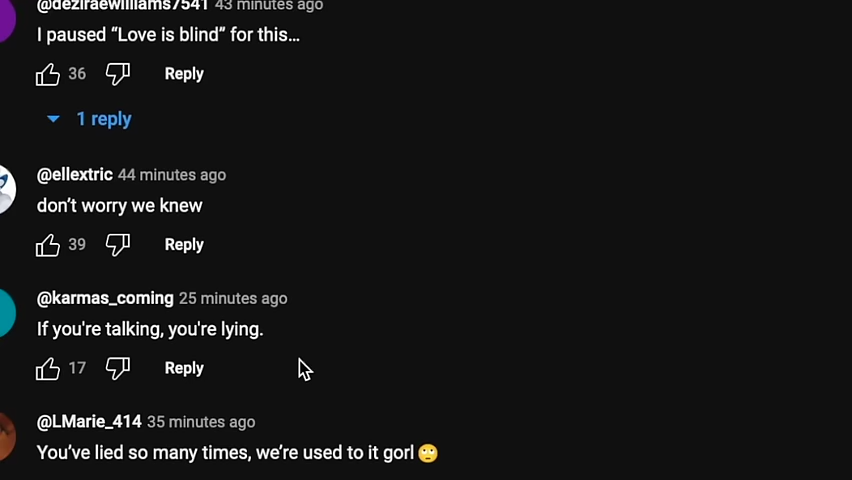 @deziraewilliams7541 43 minutes ago
I paused “Love is blind” for this...
36 Reply
1 reply
@ellextric 44 minutes ago
don’t worry we knew
39 Reply
@karmas_coming 25 minutes ago
If you're talking, you're lying.
17 Reply
@LMarie_414 35 minutes ago
You’ve lied so many times, we’re used to it gorl 🙄